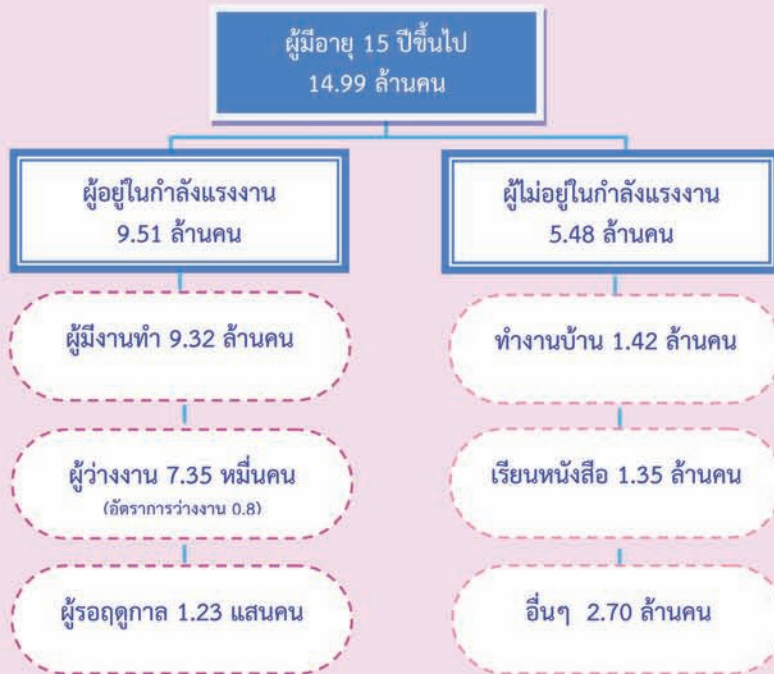 ผู้มีอายุ 15 ปีขึ้นไป
14.99 ล้านคน
ผู้อยู่ในกำลังแรงงาน
9.51 ล้านคน
ผู้มีงานทำ 9.32 ล้านคน
ผู้ว่างงาน 7.35 หมื่นคน
(อัตราการว่างงาน 0.8)
ผู้รอฤดูกาล 1.23 แสนคน
ผู้ไม่อยู่ในกำลังแรงงาน
5.48 ล้านคน
ทำงานบ้าน 1.42 ล้านคน
เรียนหนังสือ 1.35 ล้านคน
อื่นๆ 2.70 ล้านคน